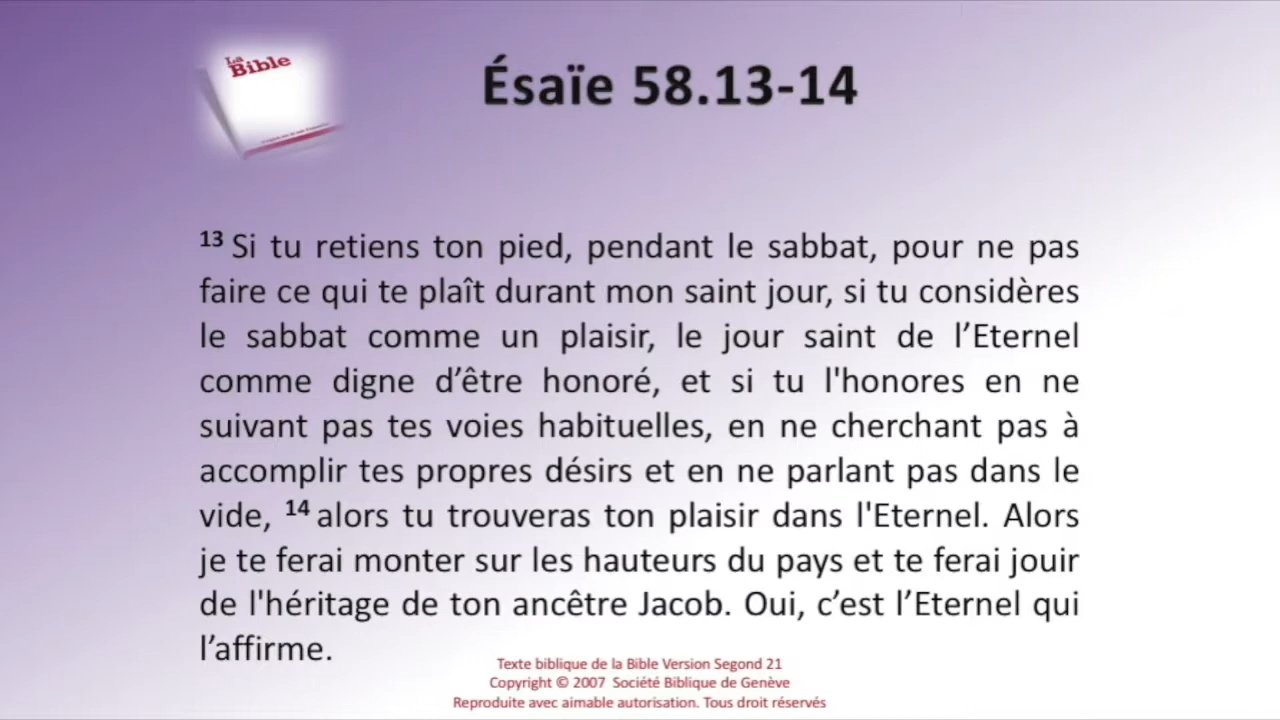 La
Bible
Ésaïe 58.13-14
13 Si tu retiens ton pied, pendant le sabbat, pour ne pas
faire ce qui te plaît durant mon saint jour, si tu considères
le sabbat comme un plaisir, le jour saint de l’Eternel
comme digne d’être honoré, et si tu l'honores en ne
suivant pas tes voies habituelles, en ne cherchant pas à
accomplir tes propres désirs et en ne parlant pas dans le
vide, 14 alors tu trouveras ton plaisir dans l'Eternel. Alors
je te ferai monter sur les hauteurs du pays et te ferai jouir
de l'héritage de ton ancêtre Jacob. Oui, c’est l’Eternel qui
l’affirme.
Texte biblique de la Bible Version Segond 21
Copyright © 2007 Société Biblique de Genève
Reproduite avec aimable autorisation. Tous droit réservés